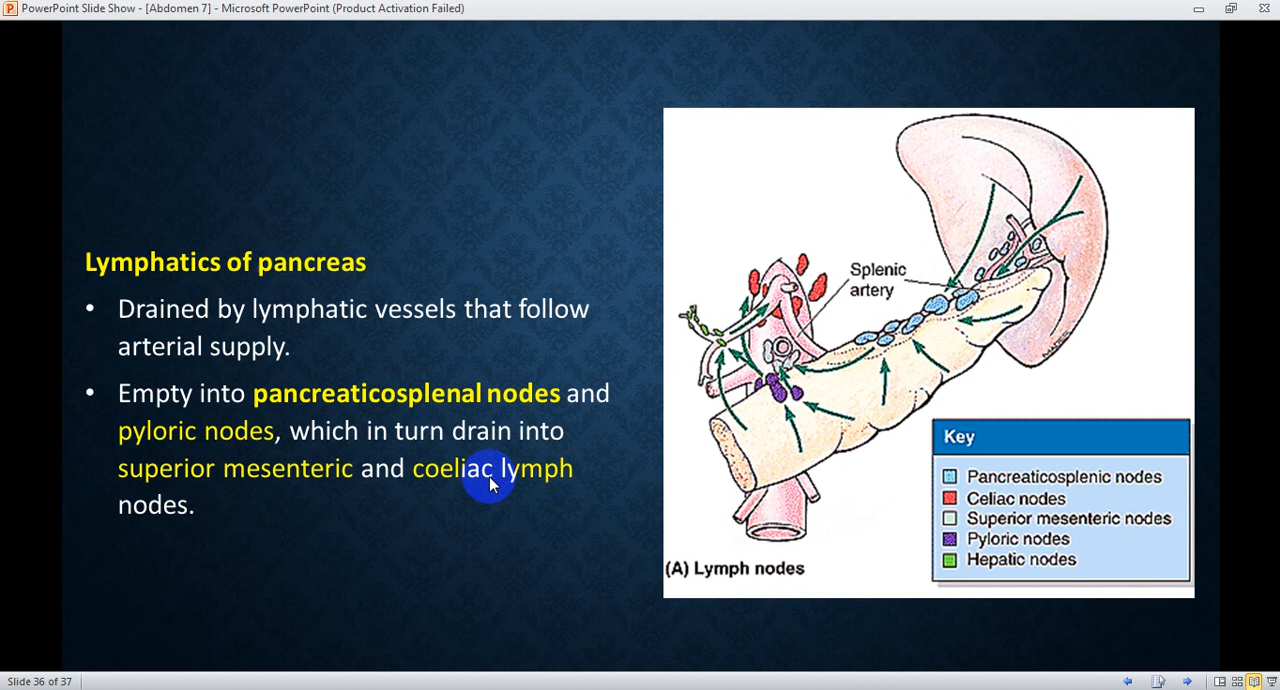 PowerPoint Slide Show - [Abdomen 7] - Microsoft PowerPoint (Product Activation Failed)
Lymphatics of pancreas
• Drained by lymphatic vessels that follow
arterial supply.
• Empty into pancreaticosplenal nodes and
pyloric nodes, which in turn drain into
superior mesenteric and coeliac lymph
nodes.
Splenic
artery
Key
Pancreaticosplenic nodes
Celiac nodes
Superior mesenteric nodes
Pyloric nodes
Hepatic nodes
(A) Lymph nodes
Slide 36 of 37